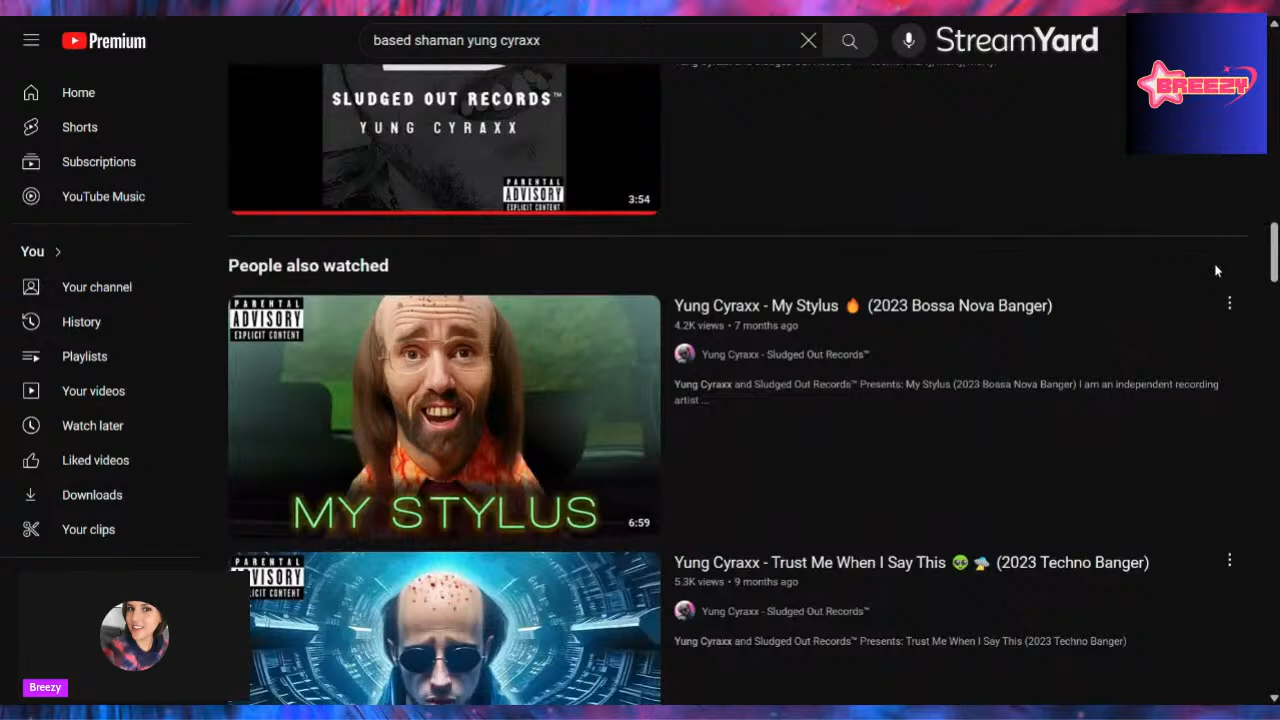 Premium
based shaman yung cyraxx
StreamYard
BREEZY
Home
Shorts
Subscriptions
YouTube Music
You
Your channel
History
Playlists
Your videos
Watch later
Liked videos
Downloads
Your clips
Breezy
SLUDGED OUT RECORDS™
YUNG CYRAXX
PARENTAL
ADVISORY
EXPLICIT CONTENT
3:54
People also watched
PARENTAL
ADVISORY
EXPLICIT CONTENT
MY STYLUS
6:59
Yung Cyraxx - My Stylus 🔥 (2023 Bossa Nova Banger)
4.2K views • 7 months ago
Yung Cyraxx - Sludged Out Records™
Yung Cyraxx and Sludged Out Records™ Presents: My Stylus (2023 Bossa Nova Banger) I am an independent recording
artist ...
PARENTAL
VISORY
LICIT CONTENT
Yung Cyraxx - Trust Me When I Say This 👽 🛸 (2023 Techno Banger)
5.3K views • 9 months ago
Yung Cyraxx - Sludged Out Records™
Yung Cyraxx and Sludged Out Records™ Presents: Trust Me When I Say This (2023 Techno Banger)